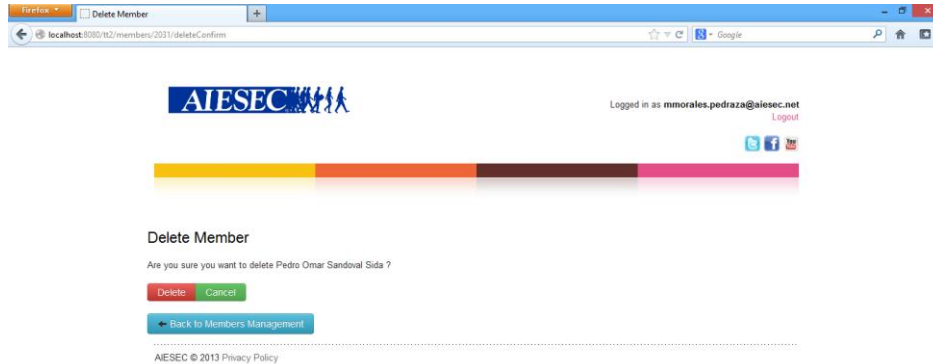 Firefox
Delete Member
localhost:8080/tt2/members/2031/deleteConfirm
Google
AIESEC
Logged in as mmorales.pedraza@aiesec.net
Logout
You
Delete Member
Are you sure you want to delete Pedro Omar Sandoval Sida ?
Delete Cancel
Back to Members Management
AIESEC © 2013 Privacy Policy